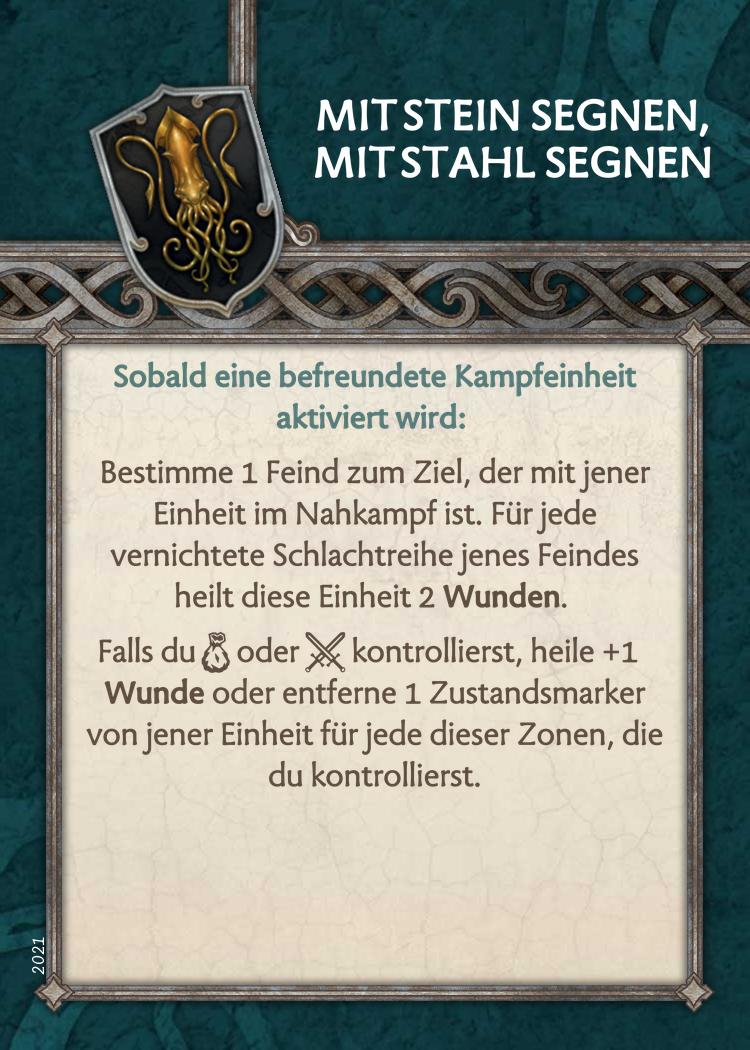 MIT STEIN SEGNEN,
MIT STAHL SEGNEN
Sobald eine befreundete Kampfeinheit
aktiviert wird:
Bestimme 1 Feind zum Ziel, der mit jener
Einheit im Nahkampf ist. Für jede
vernichtete Schlachtreihe jenes Feindes
heilt diese Einheit 2 Wunden.
Falls du oder kontrollierst, heile +1
Wunde oder entferne 1 Zustandsmarker
von jener Einheit für jede dieser Zonen, die
du kontrollierst.
2021